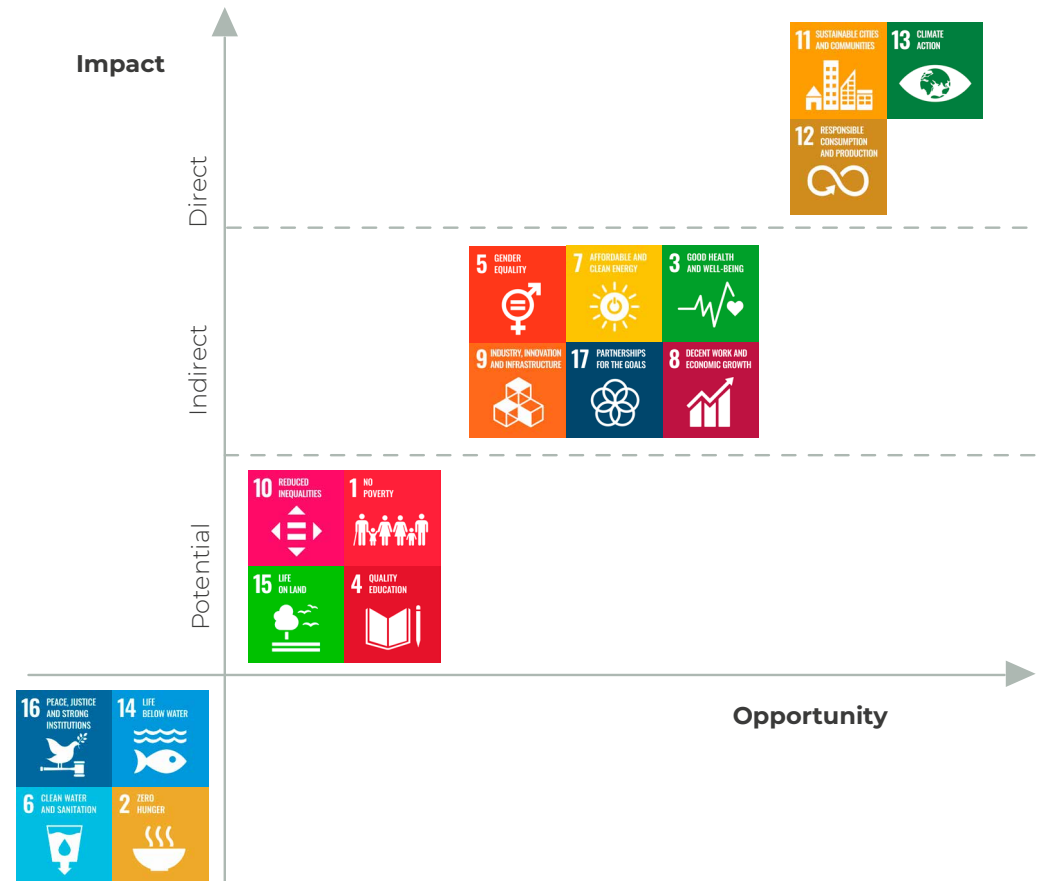 Impact
Direct
Indirect
Potential
Opportunity
11 SUSTAINABLE CITIES
AND COMMUNITIES
13 CLIMATE
ACTION
12 RESPONSIBLE
CONSUMPTION
AND PRODUCTION
5 GENDER
EQUALITY
7 AFFORDABLE AND
CLEAN ENERGY
3 GOOD HEALTH
AND WELL-BEING
9 INDUSTRY, INNOVATION
AND INFRASTRUCTURE
17 PARTNERSHIPS
FOR THE GOALS
8 DECENT WORK AND
ECONOMIC GROWTH
10 REDUCED
INEQUALITIES
1 NO
POVERTY
15 LIFE
ON LAND
4 QUALITY
EDUCATION
16 PEACE, JUSTICE
AND STRONG
INSTITUTIONS
14 LIFE
BELOW WATER
6 CLEAN WATER
AND SANITATION
2 ZERO
HUNGER